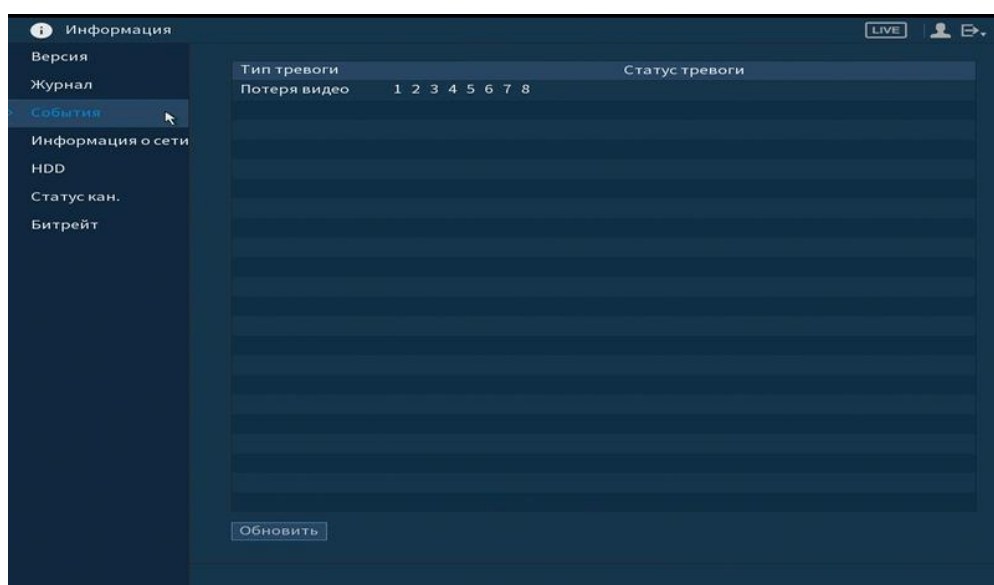 Информация
LIVE
Версия
Журнал
События
Информация о сети
HDD
Статус кан.
Битрейт
Тип тревоги Статус тревоги
Потеря видео 1 2 3 4 5 6 7 8
Обновить